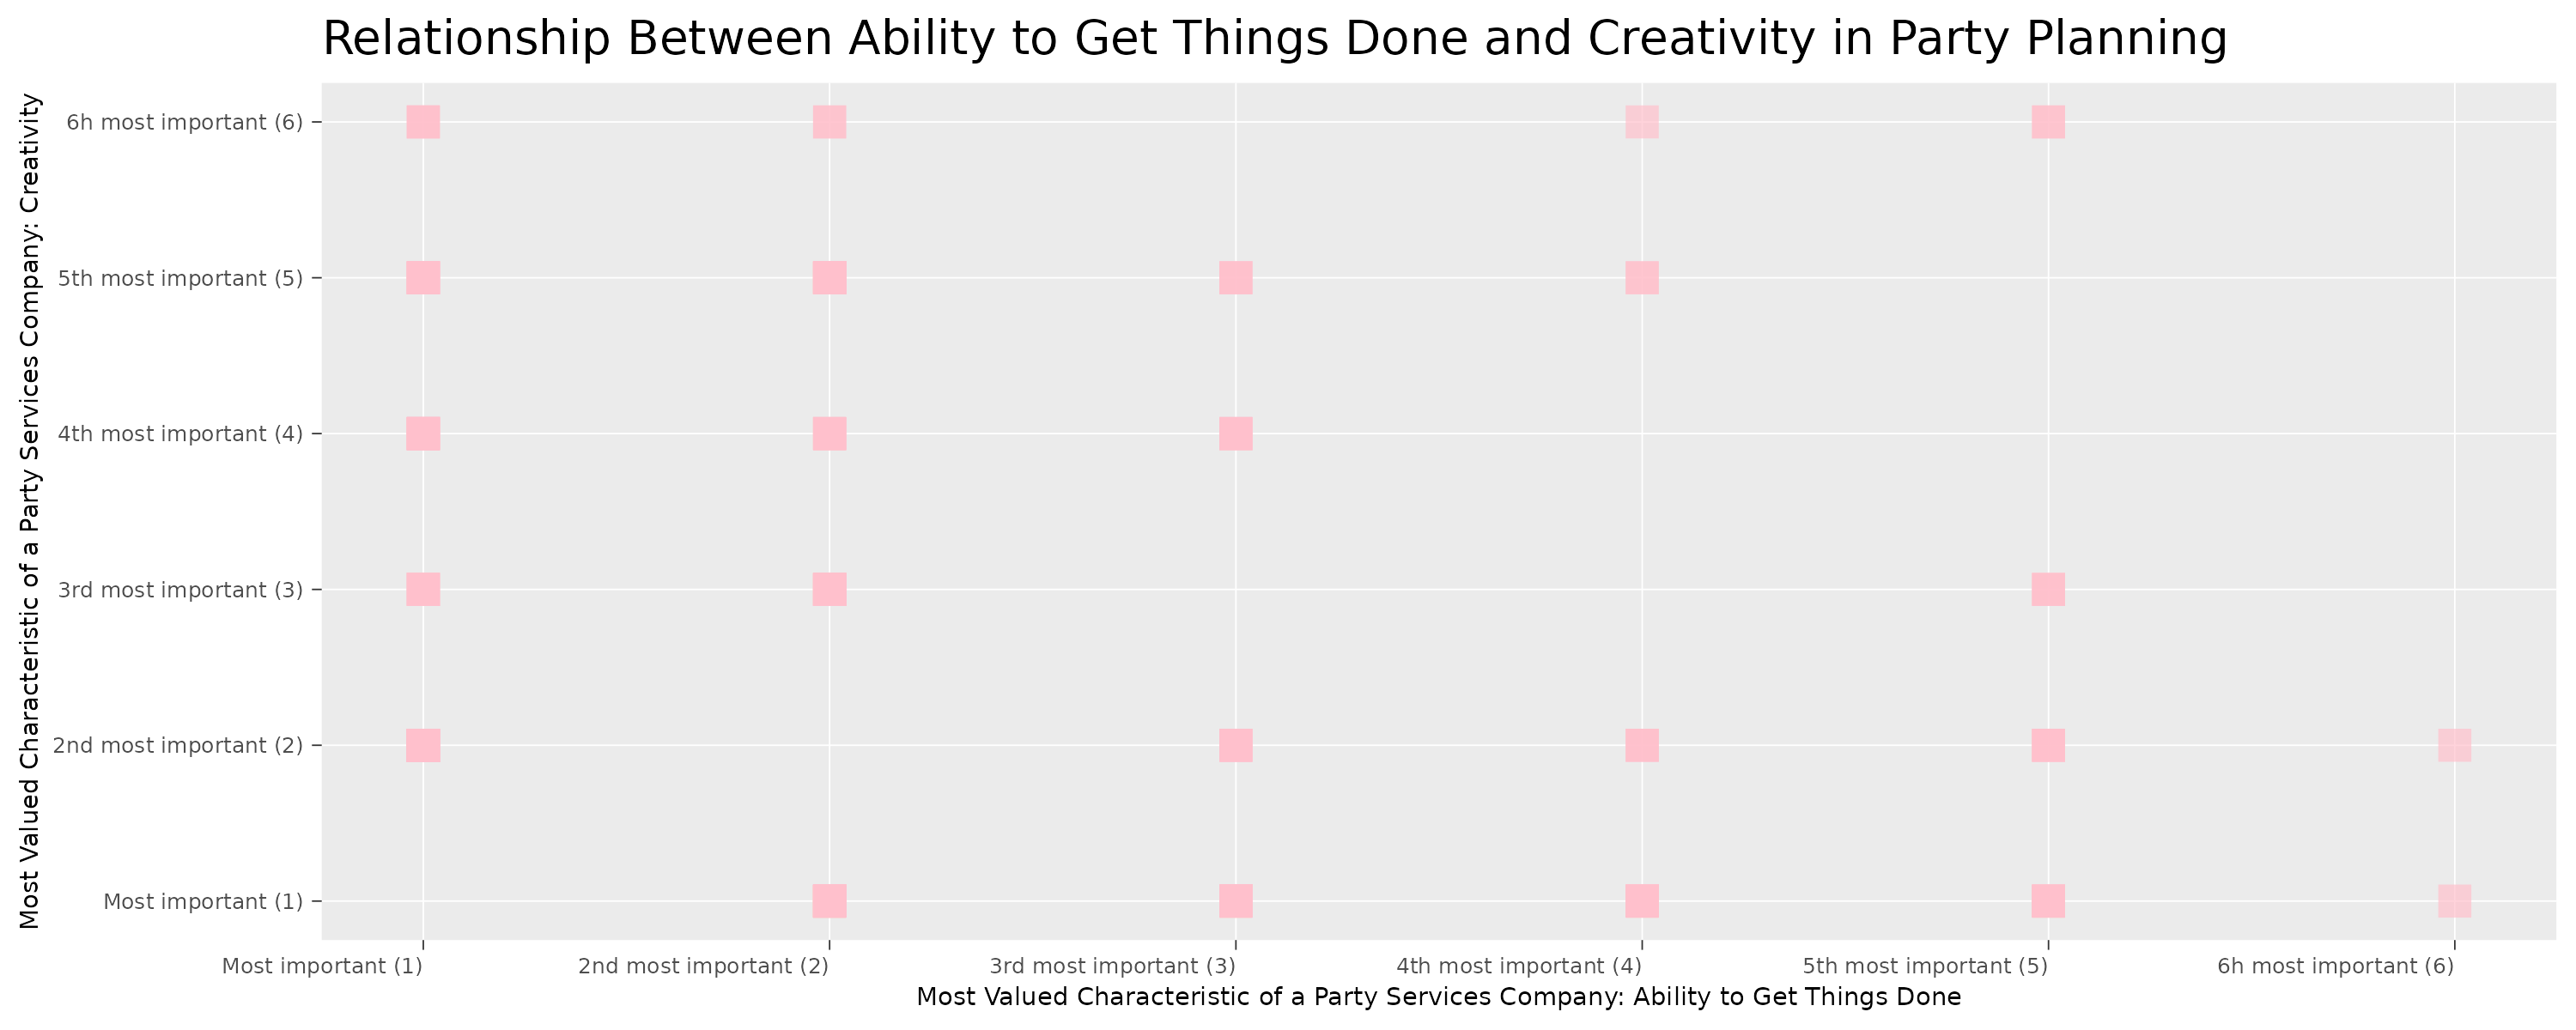 Relationship Between Ability to Get Things Done and Creativity in Party Planning
Most Valued Characteristic of a Party Services Company: Creativity
6h most important (6)
5th most important (5)
4th most important (4)
3rd most important (3)
2nd most important (2)
Most important (1)
Most important (1)
2nd most important (2)
3rd most important (3)
4th most important (4)
5th most important (5)
6h most important (6)
Most Valued Characteristic of a Party Services Company: Ability to Get Things Done